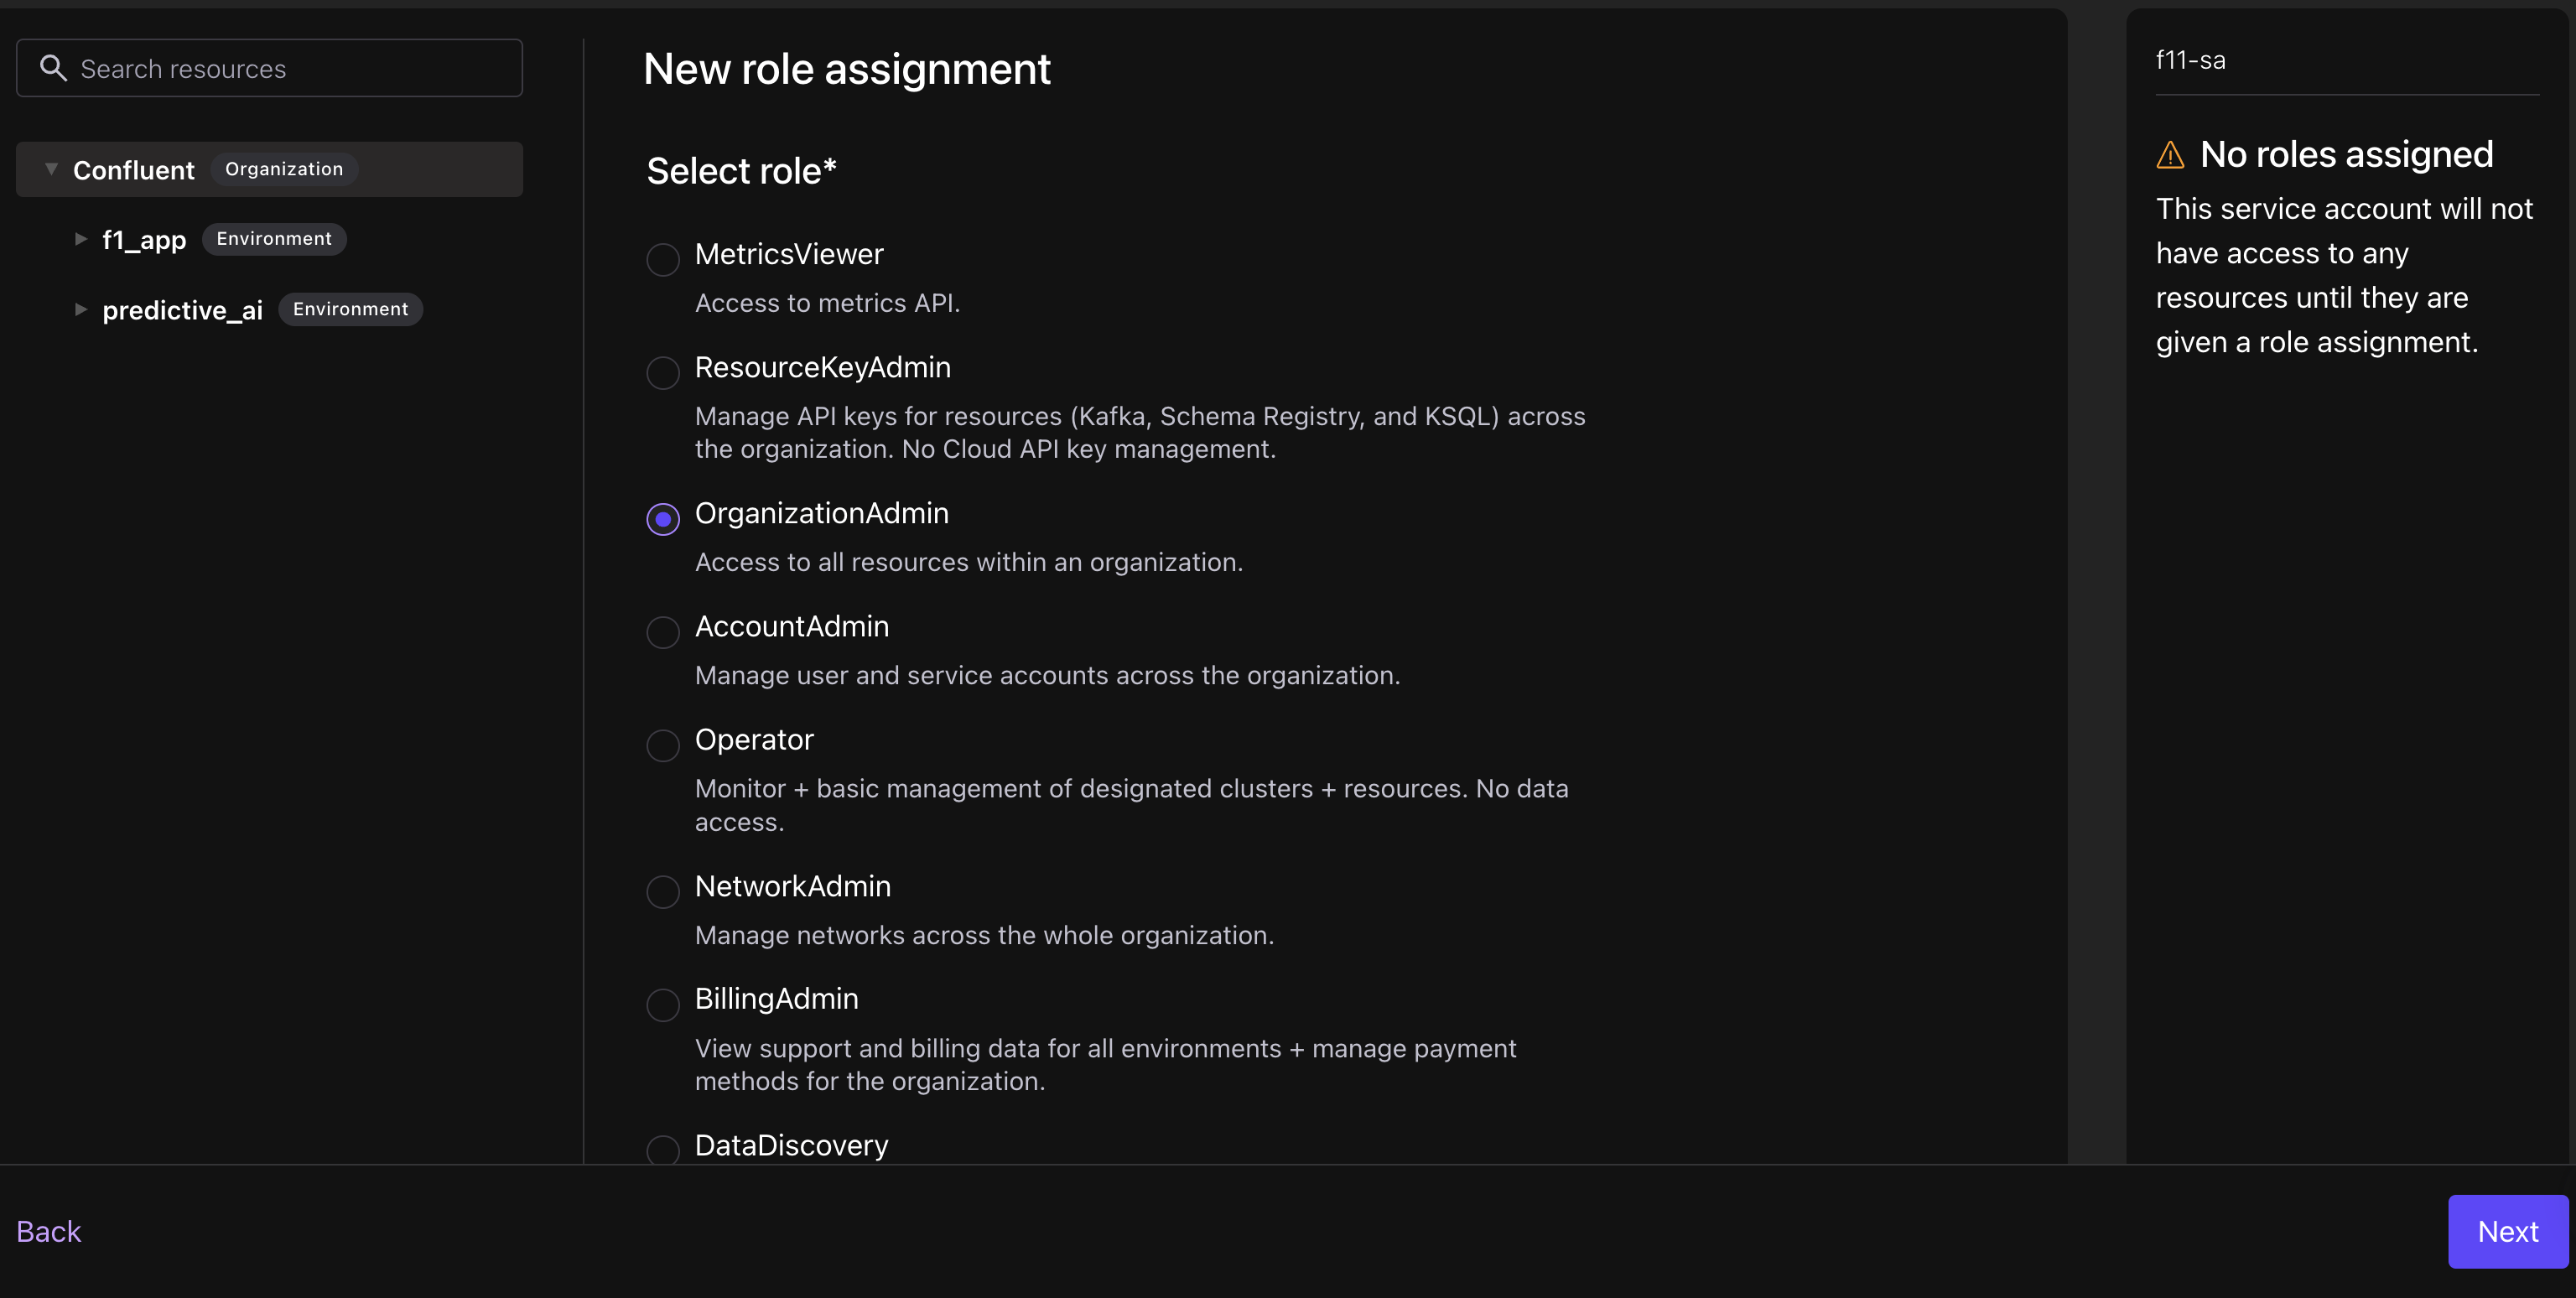 Search resources
Confluent Organization
f1_app Environment
predictive_ai Environment
New role assignment
Select role*
MetricsViewer
Access to metrics API.
ResourceKeyAdmin
Manage API keys for resources (Kafka, Schema Registry, and KSQL) across
the organization. No Cloud API key management.
OrganizationAdmin
Access to all resources within an organization.
AccountAdmin
Manage user and service accounts across the organization.
Operator
Monitor + basic management of designated clusters + resources. No data
access.
NetworkAdmin
Manage networks across the whole organization.
BillingAdmin
View support and billing data for all environments + manage payment
methods for the organization.
DataDiscovery
f11-sa
No roles assigned
This service account will not
have access to any
resources until they are
given a role assignment.
Back
Next